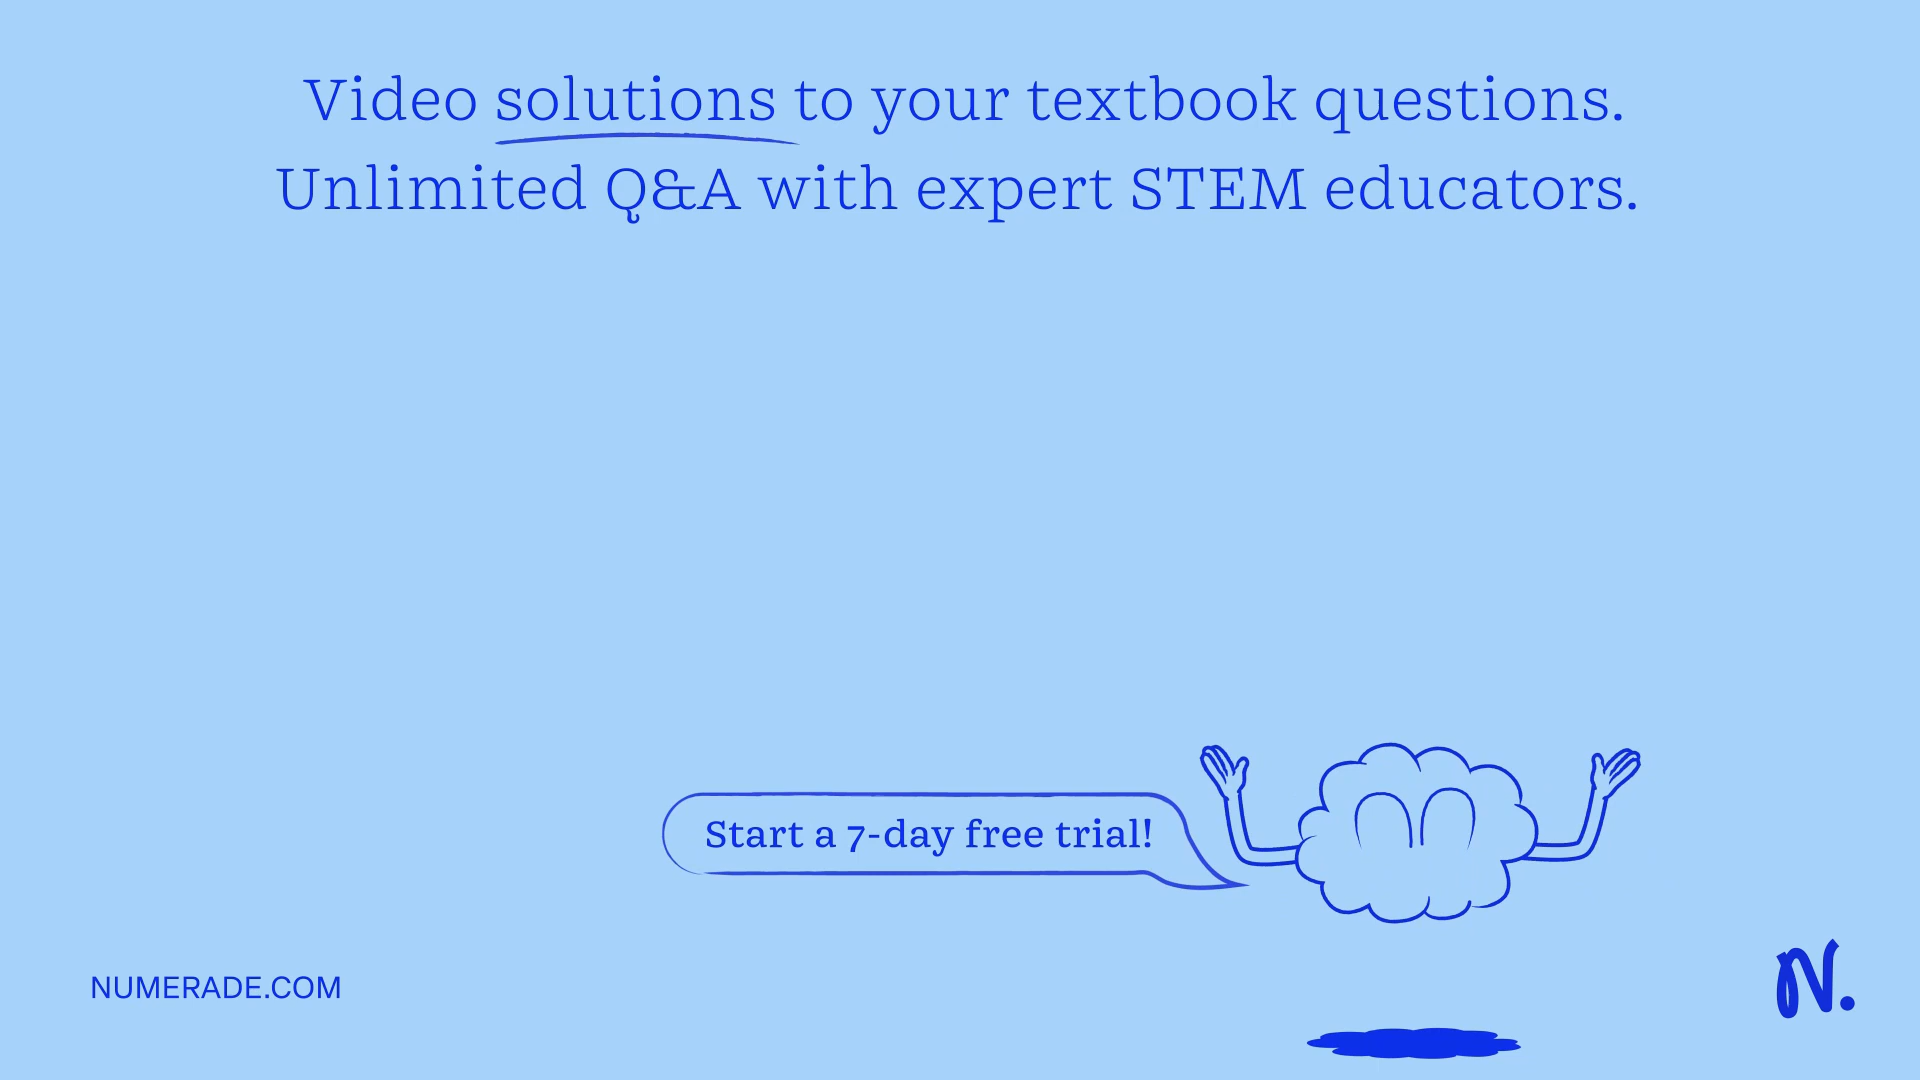 Video solutions to your textbook questions.
Unlimited Q&A with expert STEM educators.
Start a 7-day free trial!
NUMERADE.COM
N.